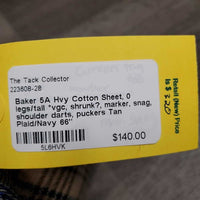 The Tack Collector
223608-28
Baker 5A Hvy Cotton Sheet, 0
legs/tail *vgc, shrunk?, marker, snag,
shoulder darts, puckers Tan
Plaid/Navy 66"
$140.00
5L6HVK
Retail (New) Price
is $